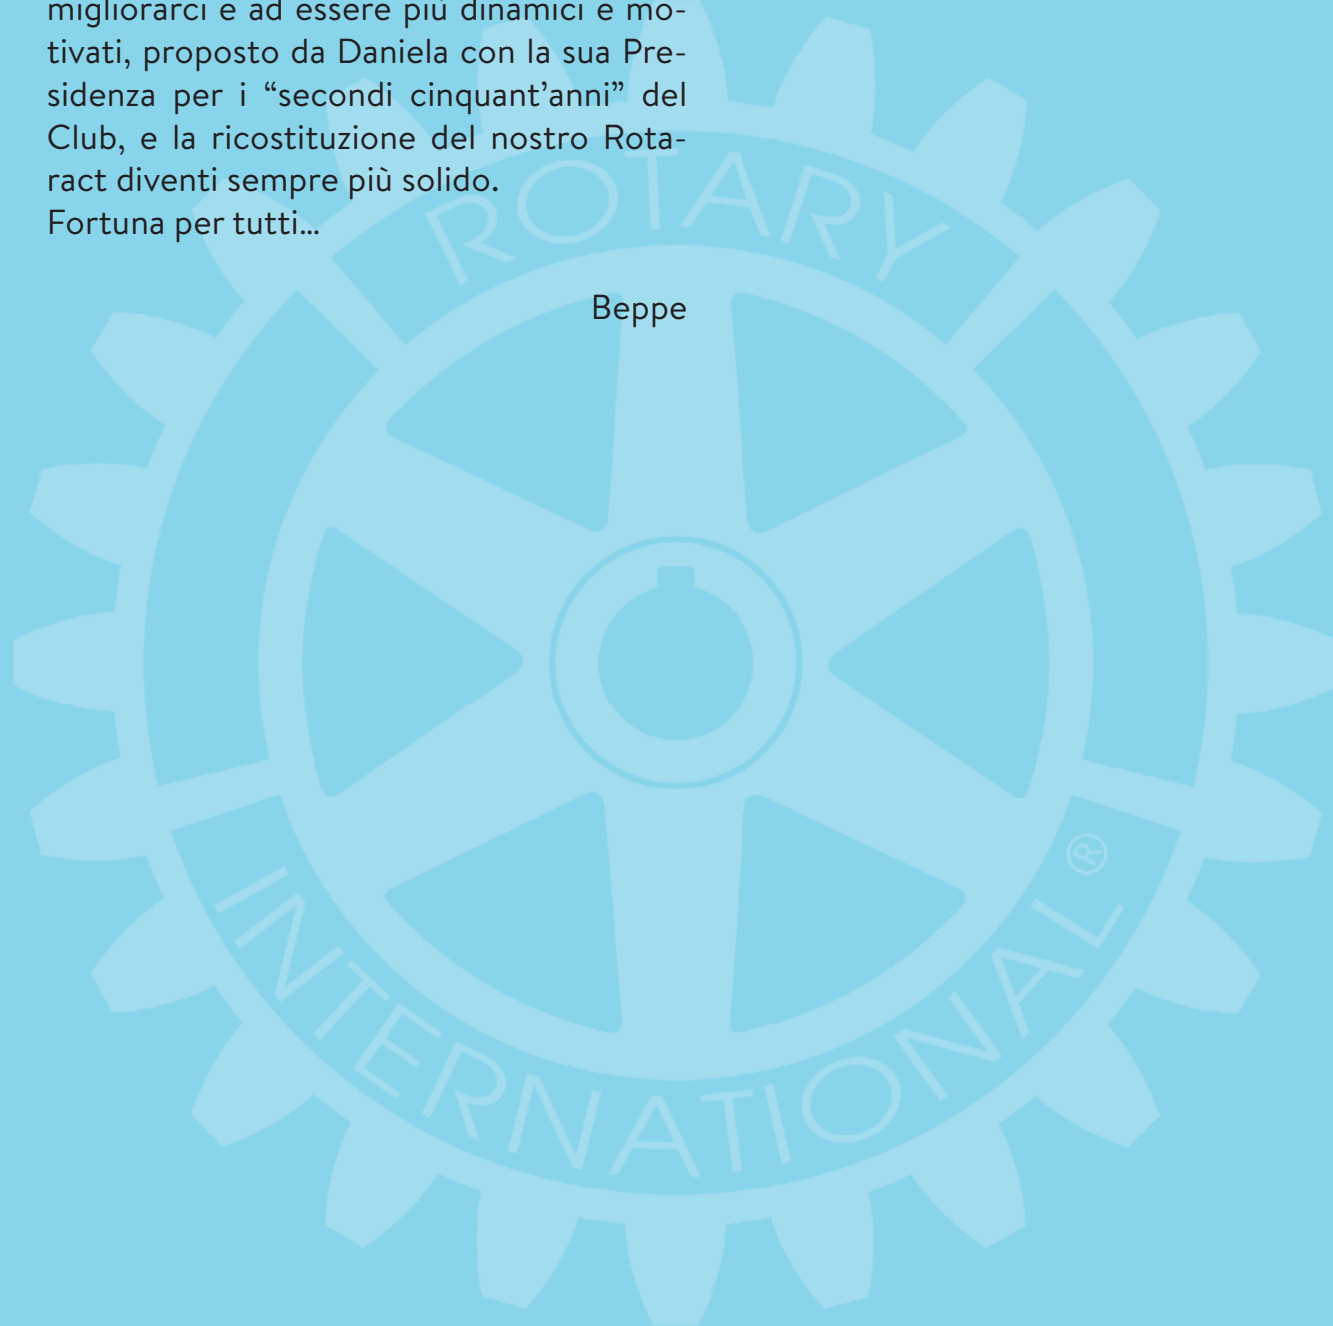 migliorarci e ad essere più dinamici e mo-
tivati, proposto da Daniela con la sua Pre-
sidenza per i “secondi cinquant’anni” del
Club, e la ricostituzione del nostro Rota-
ract diventi sempre più solido.
Fortuna per tutti…
Beppe
ROTARY
INTERNATIONAL ®